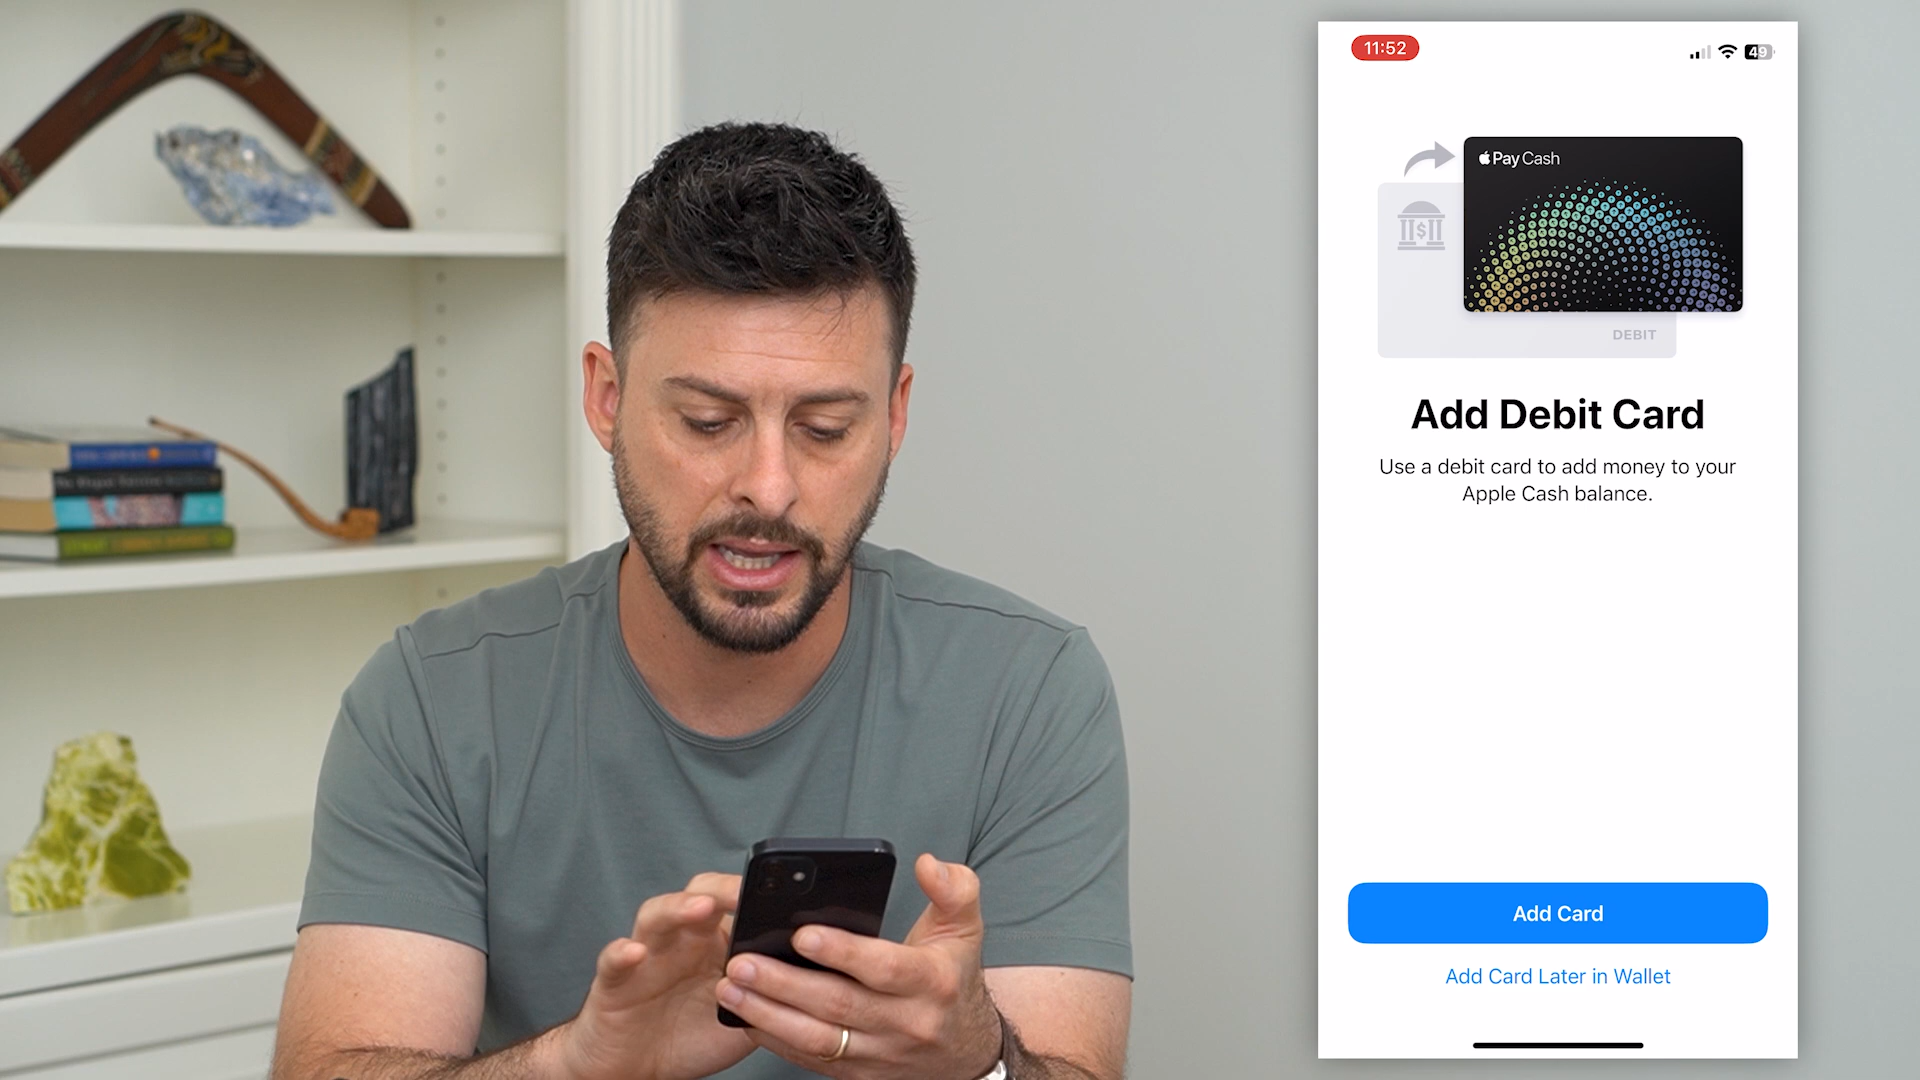 11:52
49
Pay Cash
$
DEBIT
Add Debit Card
Use a debit card to add money to your
Apple Cash balance.
Add Card
Add Card Later in Wallet